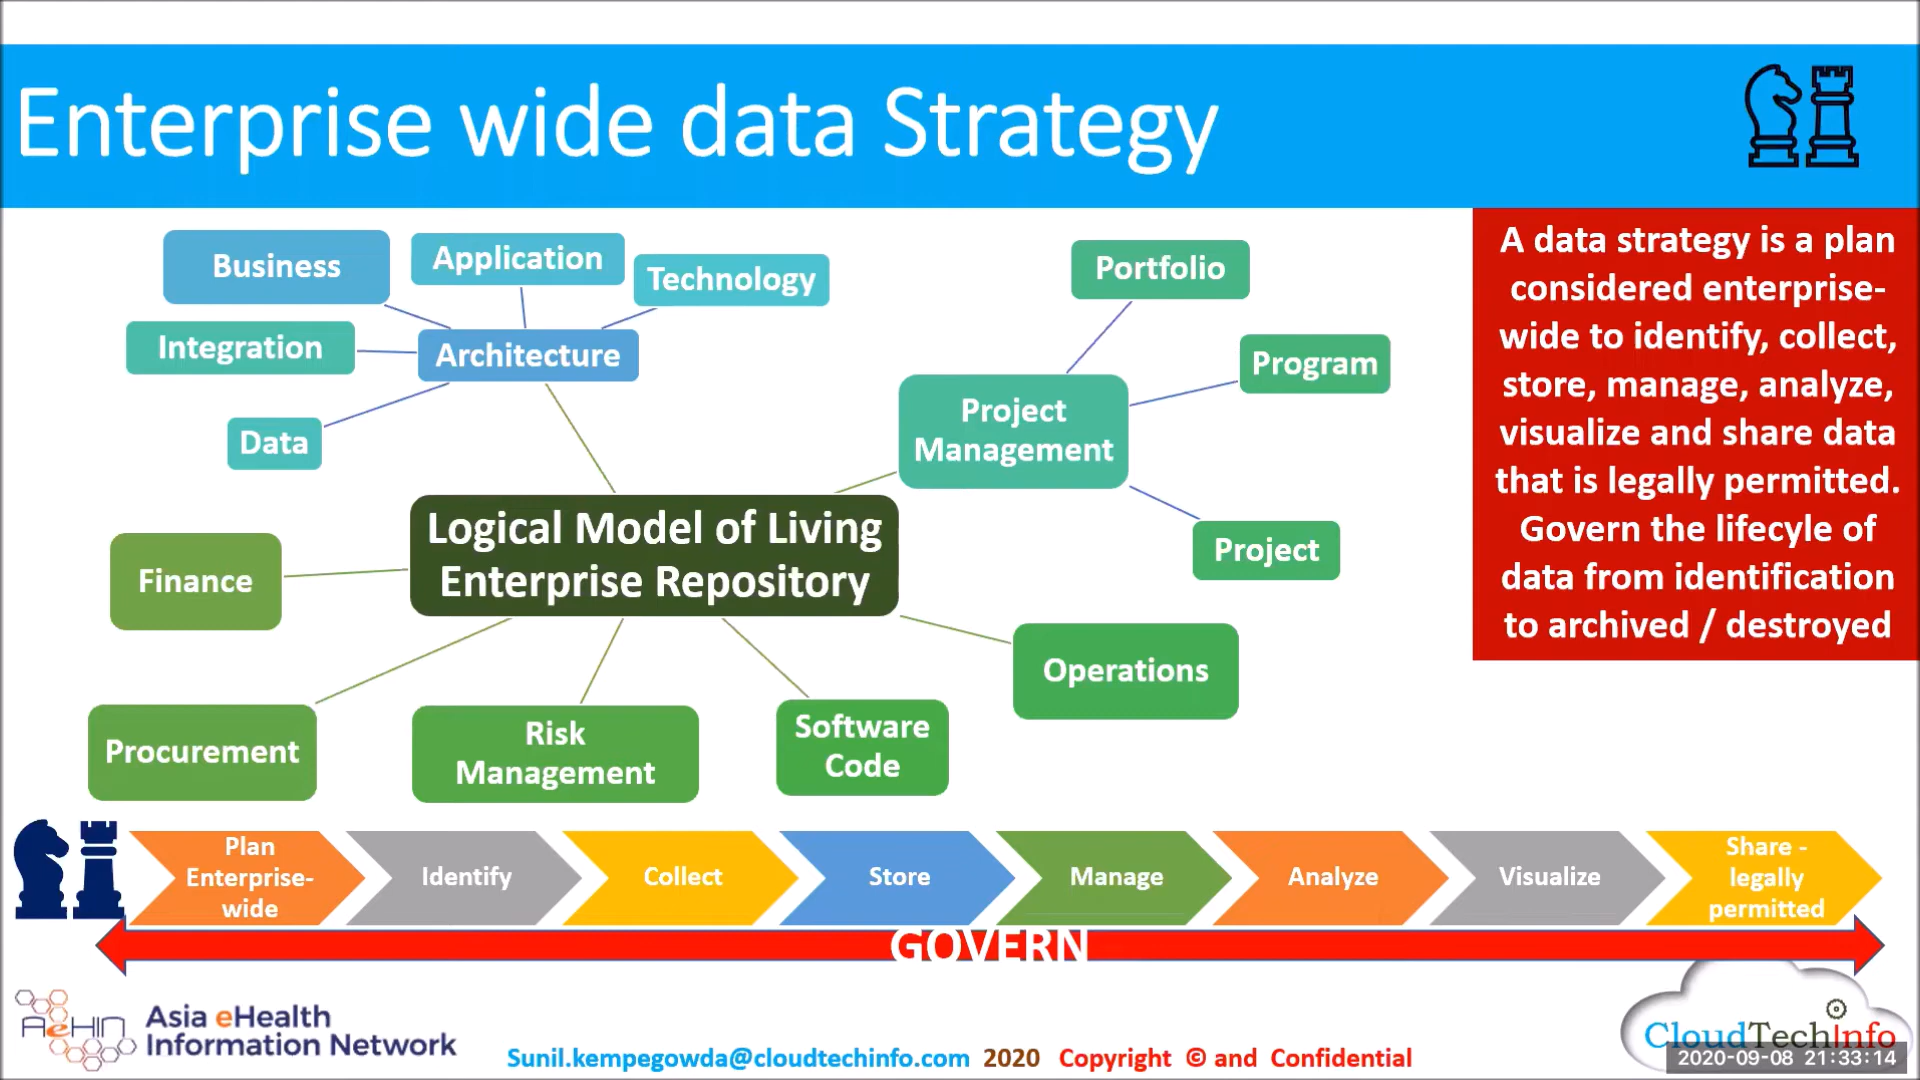 Enterprise wide data Strategy
Business
Application
Technology
Integration
Architecture
Data
Portfolio
Program
Project
Management
Project
Logical Model of Living
Enterprise Repository
Finance
Operations
Procurement
Risk
Management
Software
Code
A data strategy is a plan
considered enterprise-
wide to identify, collect,
store, manage, analyze,
visualize and share data
that is legally permitted.
Govern the lifecyle of
data from identification
to archived / destroyed
Plan
Enterprise-
wide
Identify
Collect
Store
Manage
Analyze
Visualize
Share -
legally
permitted
GOVERN
AeHIN
Asia eHealth
Information Network
Sunil.kempegowda@cloudtechinfo.com 2020 Copyright © and Confidential
CloudTechInfo
2020-09-08 21:33:14